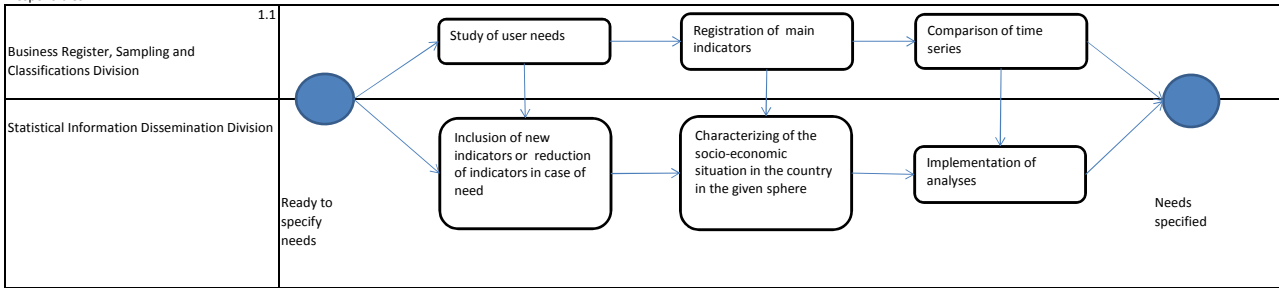 1.1
Business Register, Sampling and
Classifications Division
Study of user needs
Registration of main
indicators
Comparison of time
series
Statistical Information Dissemination Division
Inclusion of new
indicators or reduction
of indicators in case of
need
Characterizing of the
socio-economic
situation in the country
in the given sphere
Implementation of
analyses
Ready to
specify
needs
Needs
specified